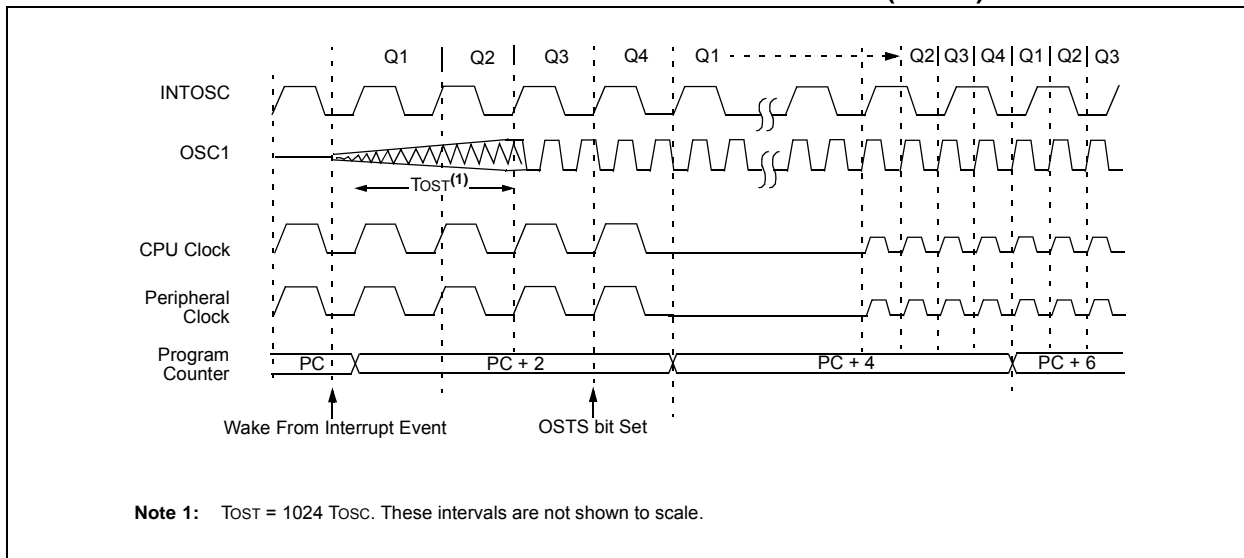 Q1 Q2 Q3 Q4 Q1 Q2 Q3 Q4 Q1 Q2 Q3
INTOSC
OSC1
TOST(1)
CPU Clock
Peripheral
Clock
Program
Counter
PC PC + 2 PC + 4 PC + 6
Wake From Interrupt Event OSTS bit Set
Note 1: TOST = 1024 TOSC. These intervals are not shown to scale.